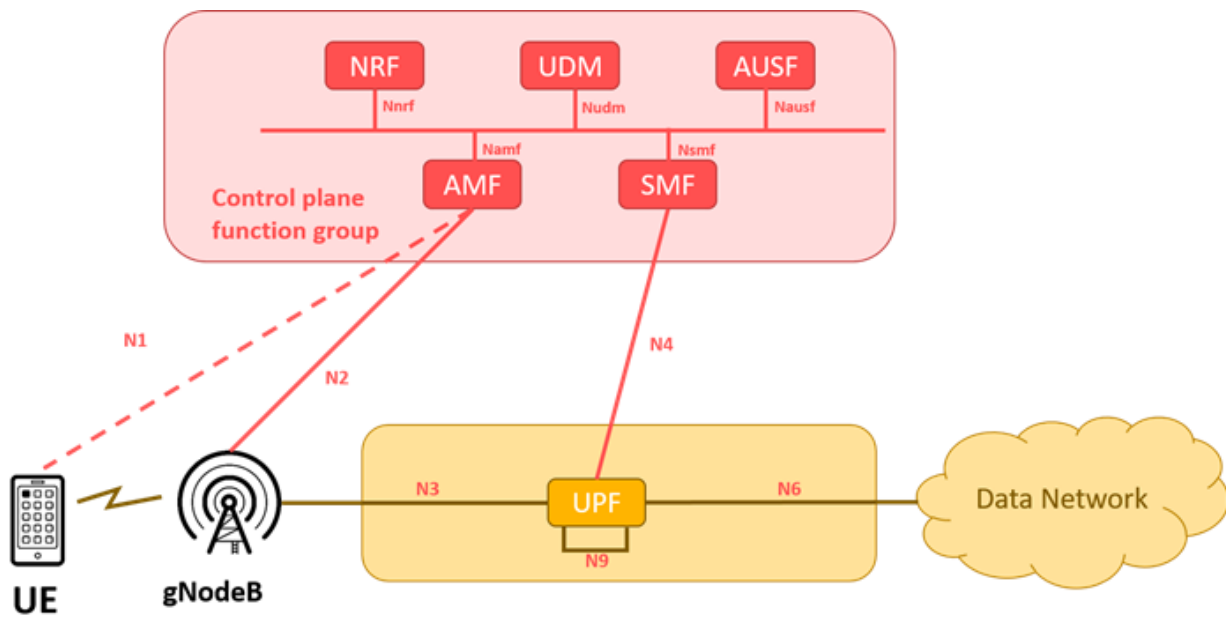 NRF
UDM
AUSF
Nnrf
Nudm
Nausf
Namf
Nsmf
AMF
SMF
Control plane
function group
N1
N2
N4
N3
UPF
N6
Data Network
N9
UE
gNodeB